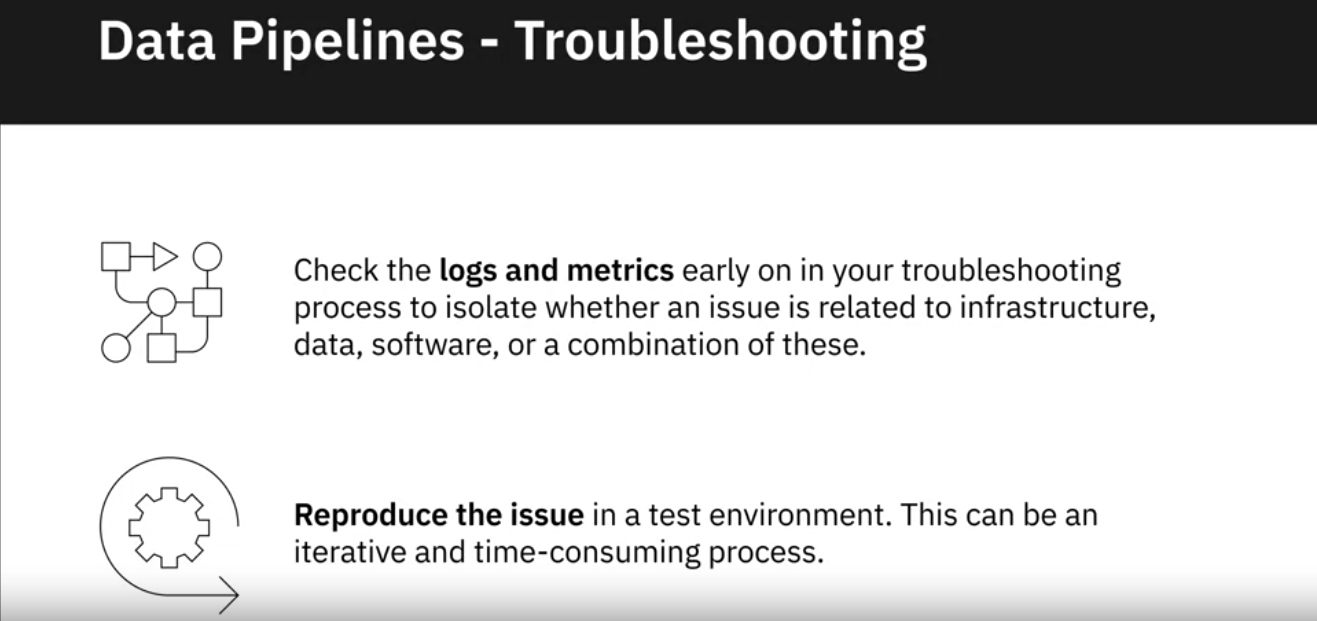 Data Pipelines - Troubleshooting
Check the logs and metrics early on in your troubleshooting
process to isolate whether an issue is related to infrastructure,
data, software, or a combination of these.
Reproduce the issue in a test environment. This can be an
iterative and time-consuming process.